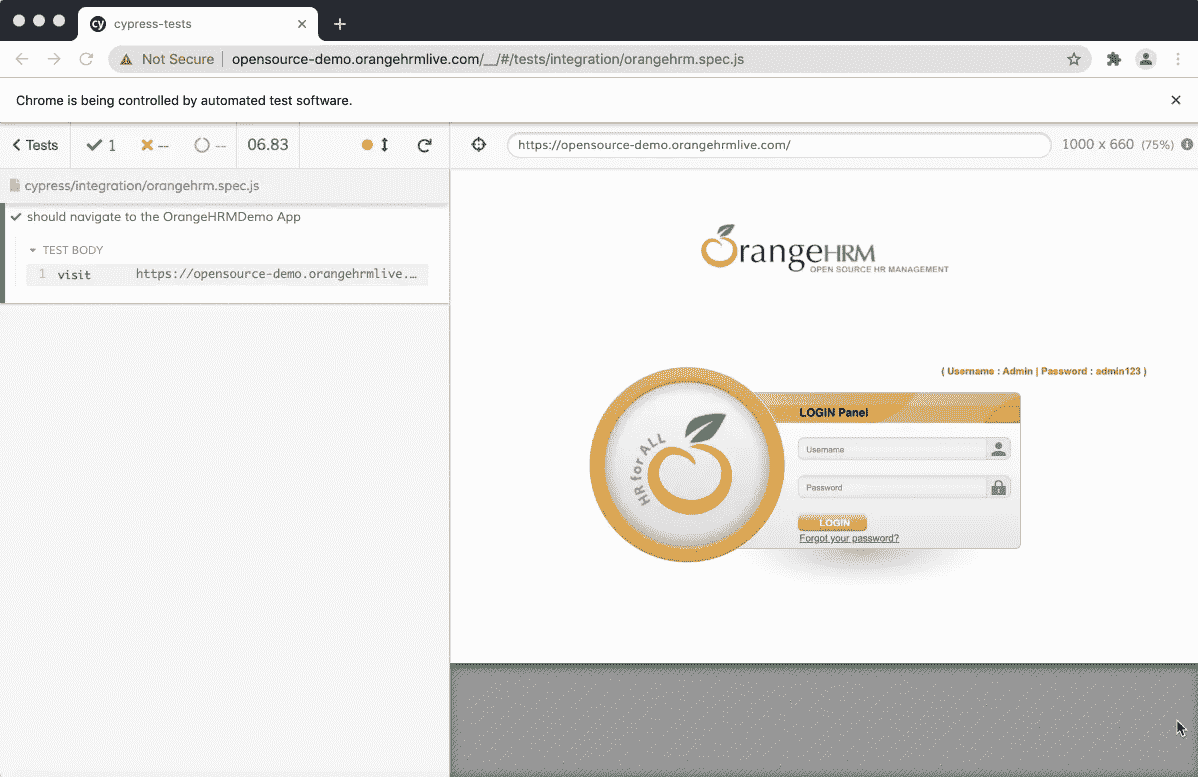 cy cypress-tests
Not Secure opensource-demo.orangehrmlive.com/__/#/tests/integration/orangehrm.spec.js
Chrome is being controlled by automated test software.
Tests 1 -- -- 06.83
https://opensource-demo.orangehrmlive.com/ 1000 x 660 (75%)
cypress/integration/orangehrm.spec.js
should navigate to the OrangeHRMDemo App
TEST BODY
1 visit https://opensource-demo.orangehrmlive.…
OrangeHRM
OPEN SOURCE HR MANAGEMENT
( Username : Admin | Password : admin123 )
HR for ALL
LOGIN Panel
Username
Password
LOGIN
Forgot your password?